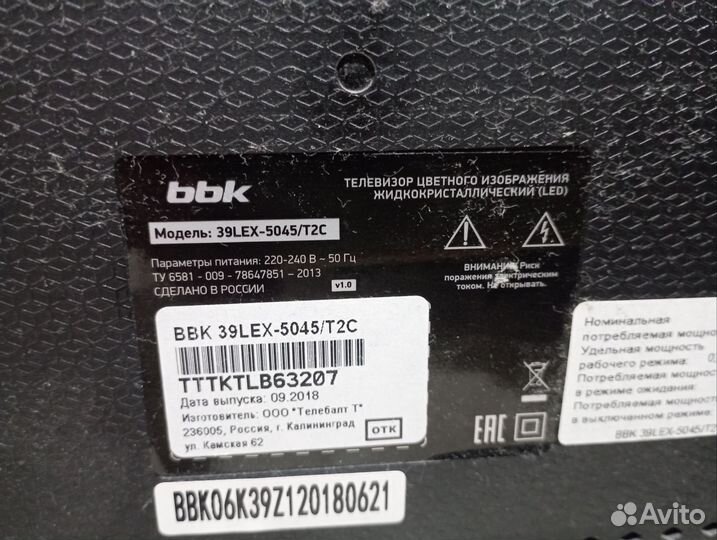 bbk
ТЕЛЕВИЗОР ЦВЕТНОГО ИЗОБРАЖЕНИЯ
ЖИДКОКРИСТАЛЛИЧЕСКИЙ (LED)
Модель: 39LEX-5045/T2C
Параметры питания: 220-240 В ~ 50 Гц
ТУ 6581 - 009 - 78647851 - 2013
СДЕЛАНО В РОССИИ
v1.0
ВНИМАНИЕ! Риск
поражения электрическим
током. Не открывать.
BBK 39LEX-5045/T2C
TTTKTLB63207
Дата выпуска: 09.2018
Изготовитель: ООО "Телебалт Т"
236005, Россия, г. Калининград
ул. Камская 62
ОТК
EAC
Номинальная
потребляемая мощно
Удельная мощность
рабочего режима:
Потребляемая мощност
в режиме ожидания:
Потребляемая мощность
в выключенном режиме:
BBK 39LEX-5045/T2
BBK06K39Z120180621
Avito